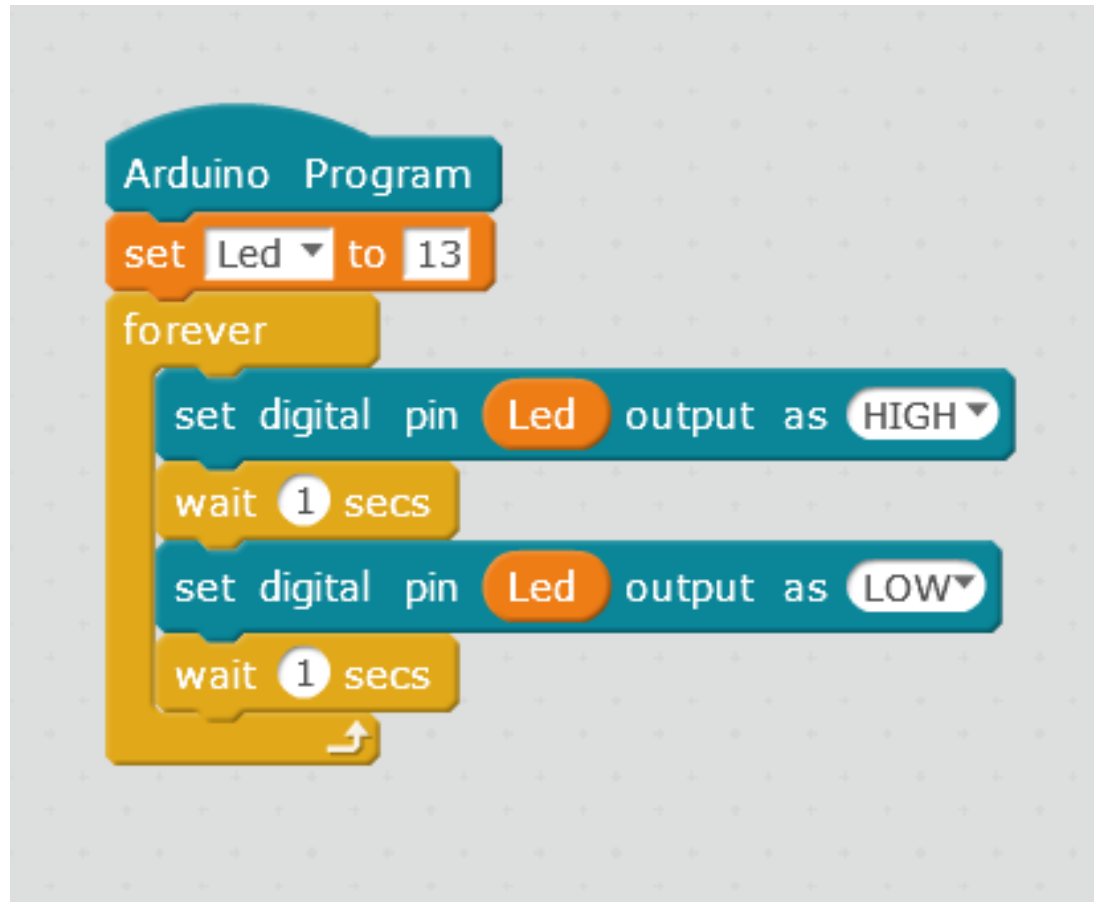 Arduino Program
set Led to 13
forever
set digital pin Led output as HIGH
wait 1 secs
set digital pin Led output as LOW
wait 1 secs